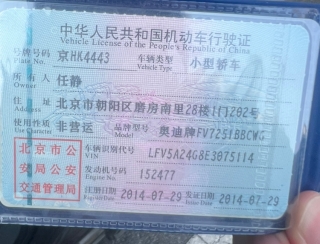 中华人民共和国机动车行驶证
Vehicle License of the People's Republic of China
号牌号码 京HK4443 车辆类型 小型轿车
Plate No. Vehicle Type
所有人 任静
Owner
住址 北京市朝阳区磨房南里28楼1门202号
Address
使用性质 非营运 品牌型号 奥迪牌FV7251BBCWG
Use Character Model
北京市公安局公安交通管理局
车辆识别代号 LFV5A24G8E3075114
VIN
发动机号码 152477
Engine No.
注册日期 2014-07-29 发证日期 2014-07-29
Register Date Issue Date